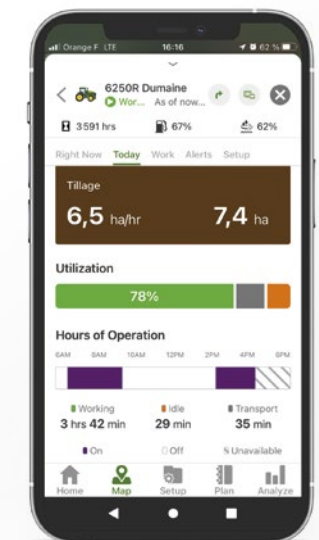 Orange F LTE 16:16 62 %
6250R Dumaine
Wor... As of now...
3 591 hrs 67% 62%
Right Now Today Work Alerts Setup
Tillage
6,5 ha/hr 7,4 ha
Utilization
78%
Hours of Operation
6AM 8AM 10AM 12PM 2PM 4PM 6PM
Working Idle Transport
3 hrs 42 min 29 min 35 min
On Off Unavailable
Home Map Setup Plan Analyze